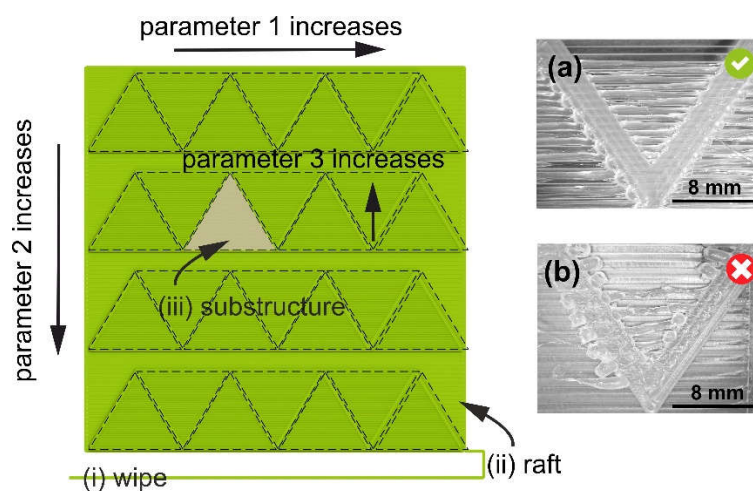 parameter 1 increases
parameter 2 increases
parameter 3 increases
(iii) substructure
(i) wipe
(ii) raft
(a)
8 mm
(b)
8 mm